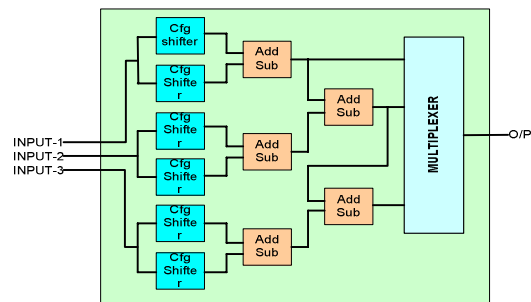 Cfg
shifter
Cfg
Shifte
r
Add
Sub
Add
Sub
INPUT-1
INPUT-2
INPUT-3
Cfg
Shifte
r
Cfg
Shifte
r
Add
Sub
Cfg
Shifte
r
Cfg
Shifte
r
Add
Sub
Add
Sub
MULTIPLEXER
O/P